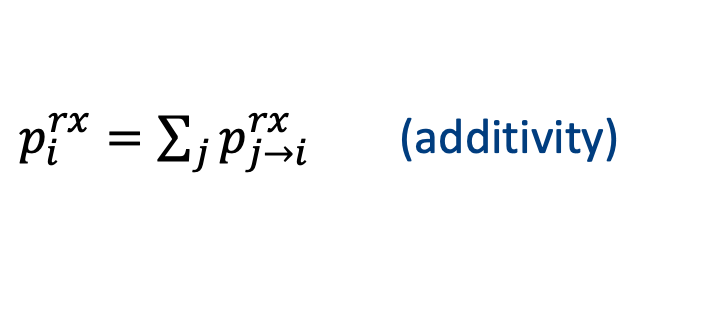 p_i^{rx} = ∑_j p_{j→i}^{rx} (additivity)